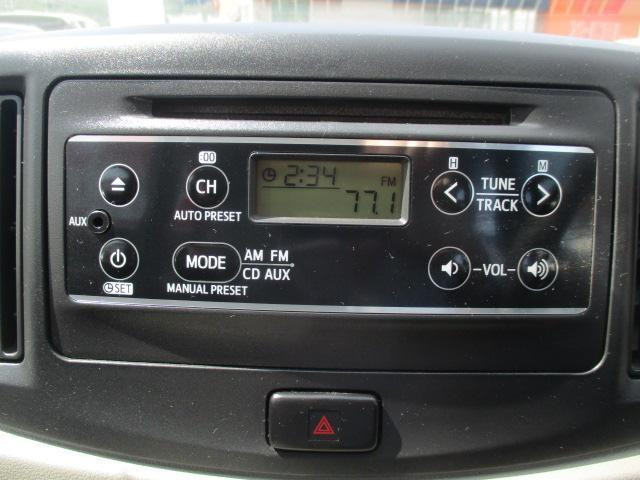 :00
H
M
2:34
FM
77.1
CH
AUTO PRESET
TUNE
TRACK
AUX
MODE
AM FM
CD AUX
MANUAL PRESET
SET
-VOL-